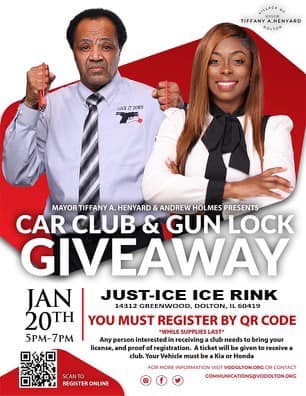 VILLAGE OF
MAYOR
TIFFANY A. HENYARD
DOLTON
LOCK IT DOWN
MAYOR TIFFANY A. HENYARD & ANDREW HOLMES PRESENTS
CAR CLUB & GUN LOCK
GIVEAWAY
JAN
20TH
5PM-7PM
JUST-ICE ICE RINK
14312 GREENWOOD, DOLTON, IL 60419
YOU MUST REGISTER BY QR CODE
*WHILE SUPPLIES LAST*
Any person interested in receiving a club needs to bring your
license, and proof of registration. A ticket will be given to receive a
club. Your Vehicle must be a Kia or Honda
SCAN TO
REGISTER ONLINE
FOR MORE INFORMATION VISIT VODOLTON.ORG OR CONTACT
COMMUNICATIONS@VODOLTON.ORG